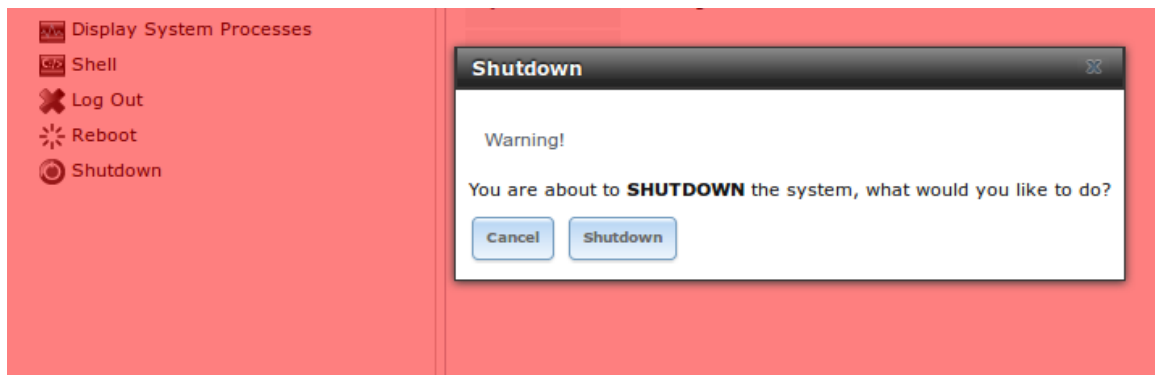 Display System Processes
Shell
Log Out
Reboot
Shutdown
Shutdown
Warning!
You are about to SHUTDOWN the system, what would you like to do?
Cancel Shutdown